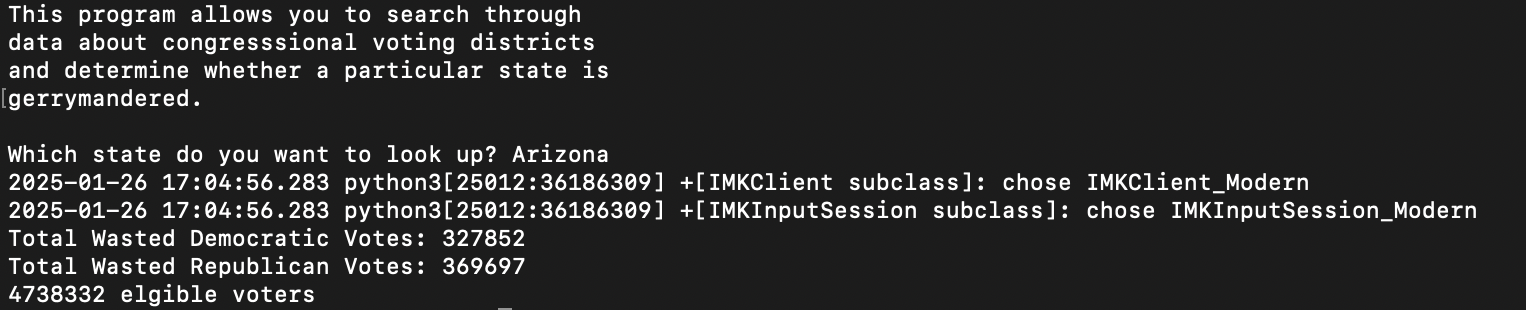 This program allows you to search through
data about congresssional voting districts
and determine whether a particular state is
gerrymandered.
Which state do you want to look up? Arizona
2025-01-26 17:04:56.283 python3[25012:36186309] +[IMKClient subclass]: chose IMKClient_Modern
2025-01-26 17:04:56.283 python3[25012:36186309] +[IMKInputSession subclass]: chose IMKInputSession_Modern
Total Wasted Democratic Votes: 327852
Total Wasted Republican Votes: 369697
4738332 elgible voters